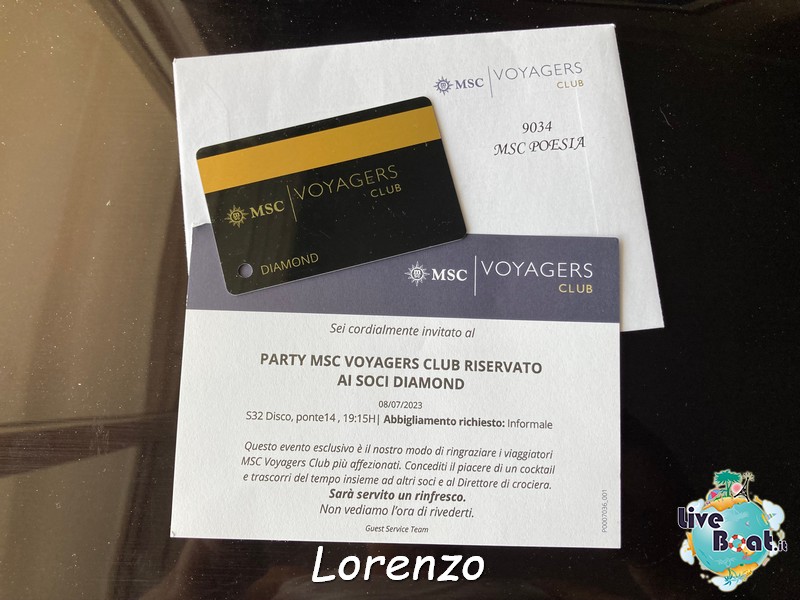 MSC VOYAGERS
CLUB
9034
MSC POESIA
MSC VOYAGERS
CLUB
DIAMOND
MSC VOYAGERS
CLUB
Sei cordialmente invitato al
PARTY MSC VOYAGERS CLUB RISERVATO
AI SOCI DIAMOND
08/07/2023
S32 Disco, ponte14 , 19:15H| Abbigliamento richiesto: Informale
Questo evento esclusivo è il nostro modo di ringraziare i viaggiatori
MSC Voyagers Club più affezionati. Concediti il piacere di un cocktail
e trascorri del tempo insieme ad altri soci e al Direttore di crociera.
Sarà servito un rinfresco.
Non vediamo l'ora di rivederti.
Guest Service Team
P0007036_001
Live
Boat.it
Lorenzo